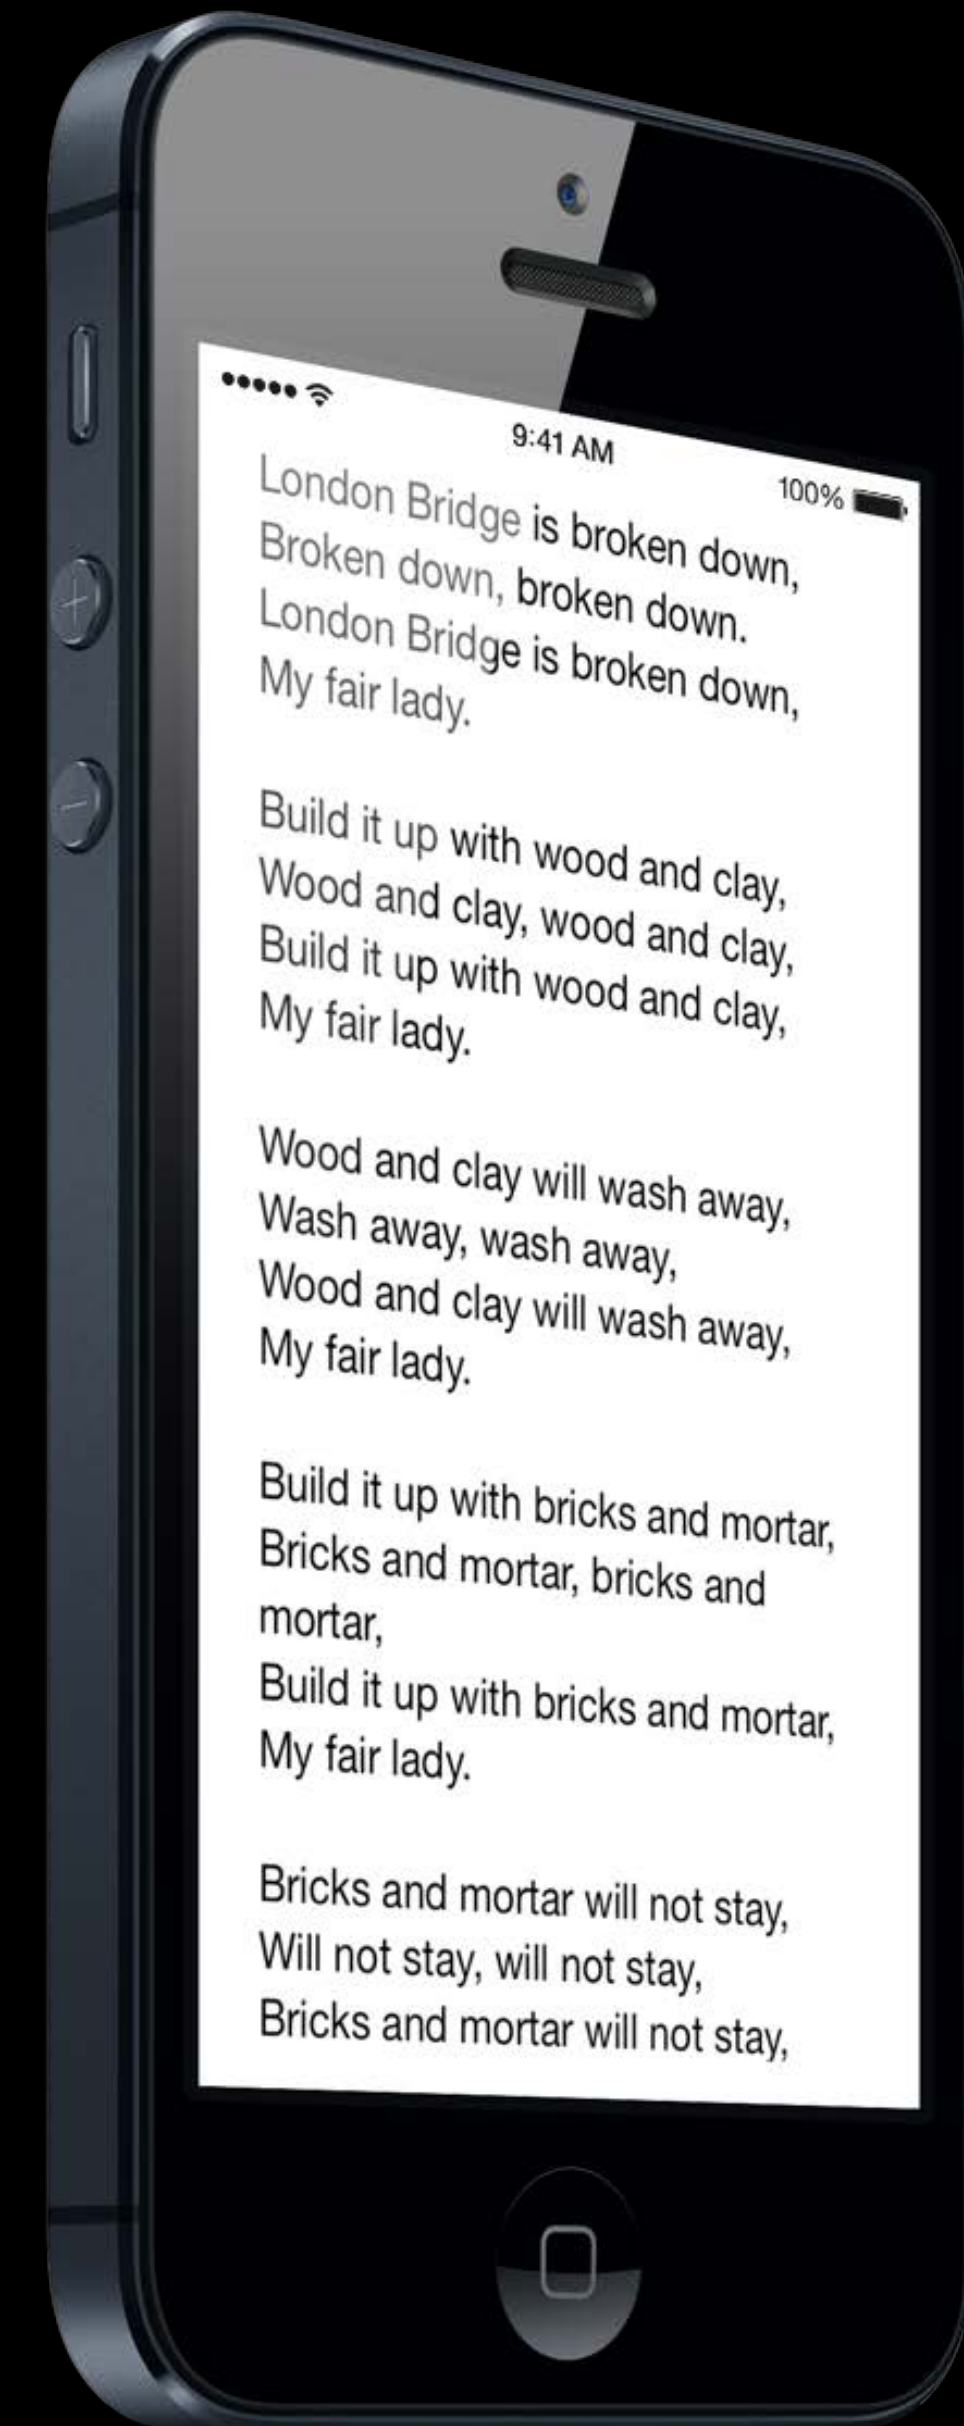 9:41 AM
100%
London Bridge is broken down,
Broken down, broken down.
London Bridge is broken down,
My fair lady.
Build it up with wood and clay,
Wood and clay, wood and clay,
Build it up with wood and clay,
My fair lady.
Wood and clay will wash away,
Wash away, wash away,
Wood and clay will wash away,
My fair lady.
Build it up with bricks and mortar,
Bricks and mortar, bricks and
mortar,
Build it up with bricks and mortar,
My fair lady.
Bricks and mortar will not stay,
Will not stay, will not stay,
Bricks and mortar will not stay,